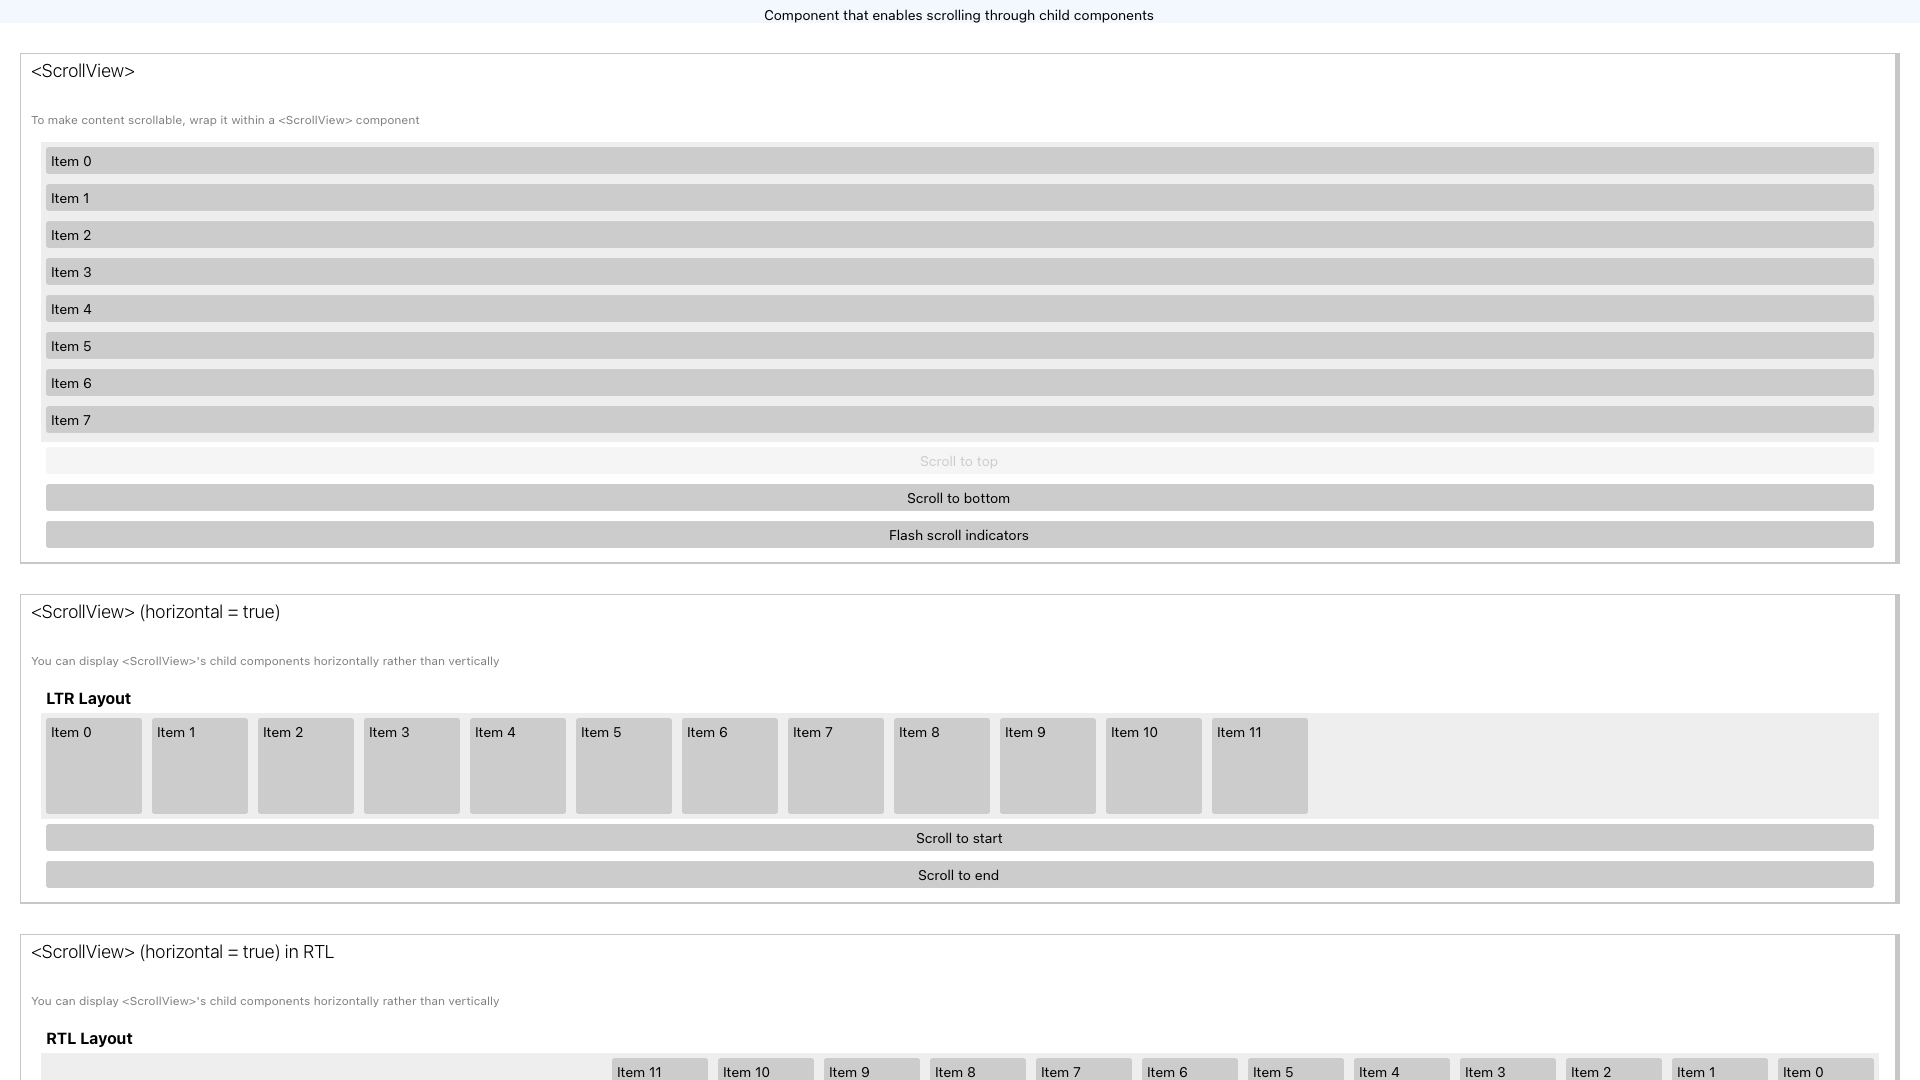 Component that enables scrolling through child components
<ScrollView>
To make content scrollable, wrap it within a <ScrollView> component
Item 0
Item 1
Item 2
Item 3
Item 4
Item 5
Item 6
Item 7
Scroll to top
Scroll to bottom
Flash scroll indicators
<ScrollView> (horizontal = true)
You can display <ScrollView>'s child components horizontally rather than vertically
LTR Layout
Item 0 Item 1 Item 2 Item 3 Item 4 Item 5 Item 6 Item 7 Item 8 Item 9 Item 10 Item 11
Scroll to start
Scroll to end
<ScrollView> (horizontal = true) in RTL
You can display <ScrollView>'s child components horizontally rather than vertically
RTL Layout
Item 11 Item 10 Item 9 Item 8 Item 7 Item 6 Item 5 Item 4 Item 3 Item 2 Item 1 Item 0